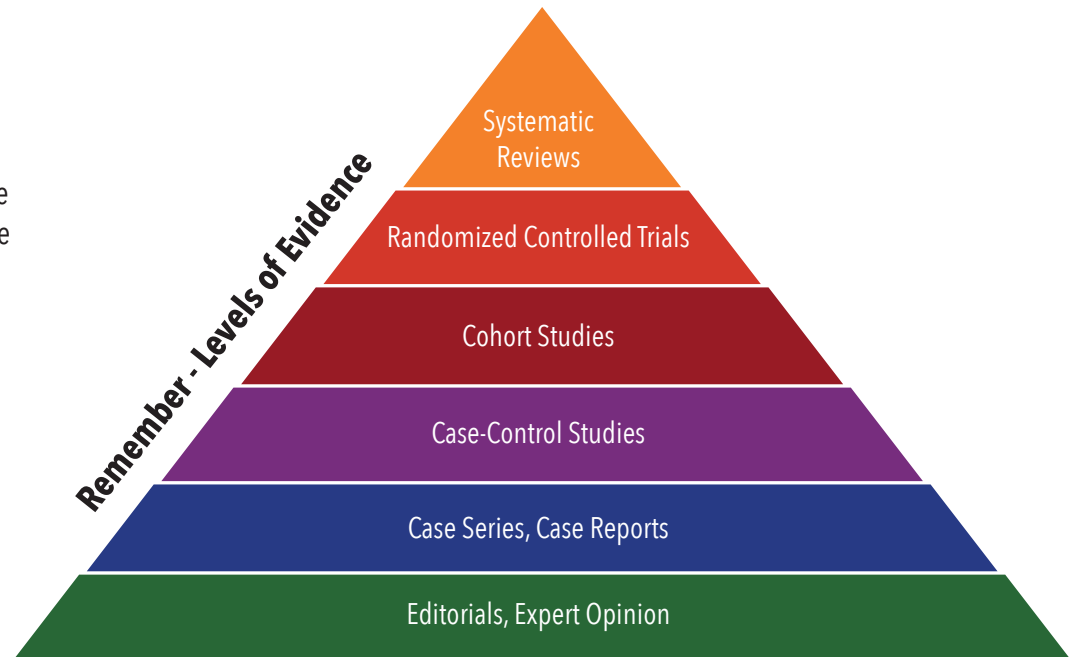 Systematic
Reviews
Remember - Levels of Evidence
Randomized Controlled Trials
Cohort Studies
Case-Control Studies
Case Series, Case Reports
Editorials, Expert Opinion